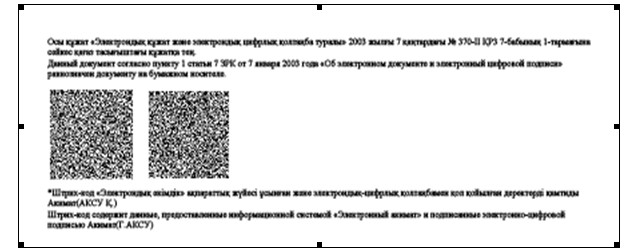 Осы құжат «Электрондық құжат және электрондық цифрлық қолтаңба туралы» 2003 жылғы 7 қаңтардағы № 370-II ҚРЗ 7-бабының 1-тармағына
сәйкес қағаз тасығыштағы құжатқа тең.
Данный документ согласно пункту 1 статьи 7 ЗРК от 7 января 2003 года «Об электронном документе и электронный цифровой подписи»
равнозначен документу на бумажном носителе.
*Штрих-код «Электрондық әкімдік» ақпараттық жүйесі ұсынған және электрондық-цифрлық қолтаңбамен қол қойылған деректерді қамтиды
Акимат(АКСУ Қ.)
Штрих-код содержит данные, предоставленные информационной системой «Электронный акимат» и подписанные электронно-цифровой
подписью Акимат(Г.АКСУ)